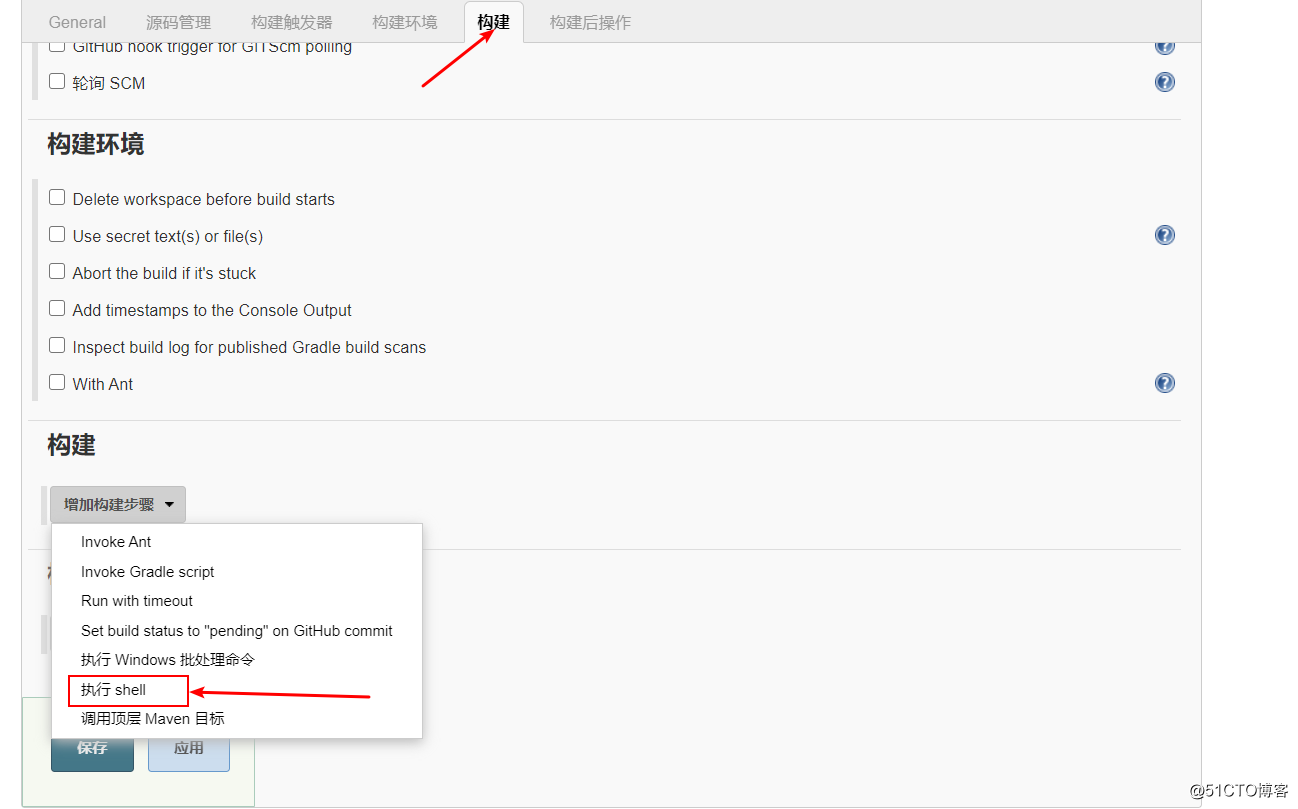 General 源码管理 构建触发器 构建环境 构建 构建后操作
GitHub hook trigger for GITScm polling
轮询 SCM
构建环境
Delete workspace before build starts
Use secret text(s) or file(s)
Abort the build if it's stuck
Add timestamps to the Console Output
Inspect build log for published Gradle build scans
With Ant
构建
增加构建步骤
Invoke Ant
Invoke Gradle script
Run with timeout
Set build status to "pending" on GitHub commit
执行 Windows 批处理命令
执行 shell
调用顶层 Maven 目标
保存 应用
@51CTO博客